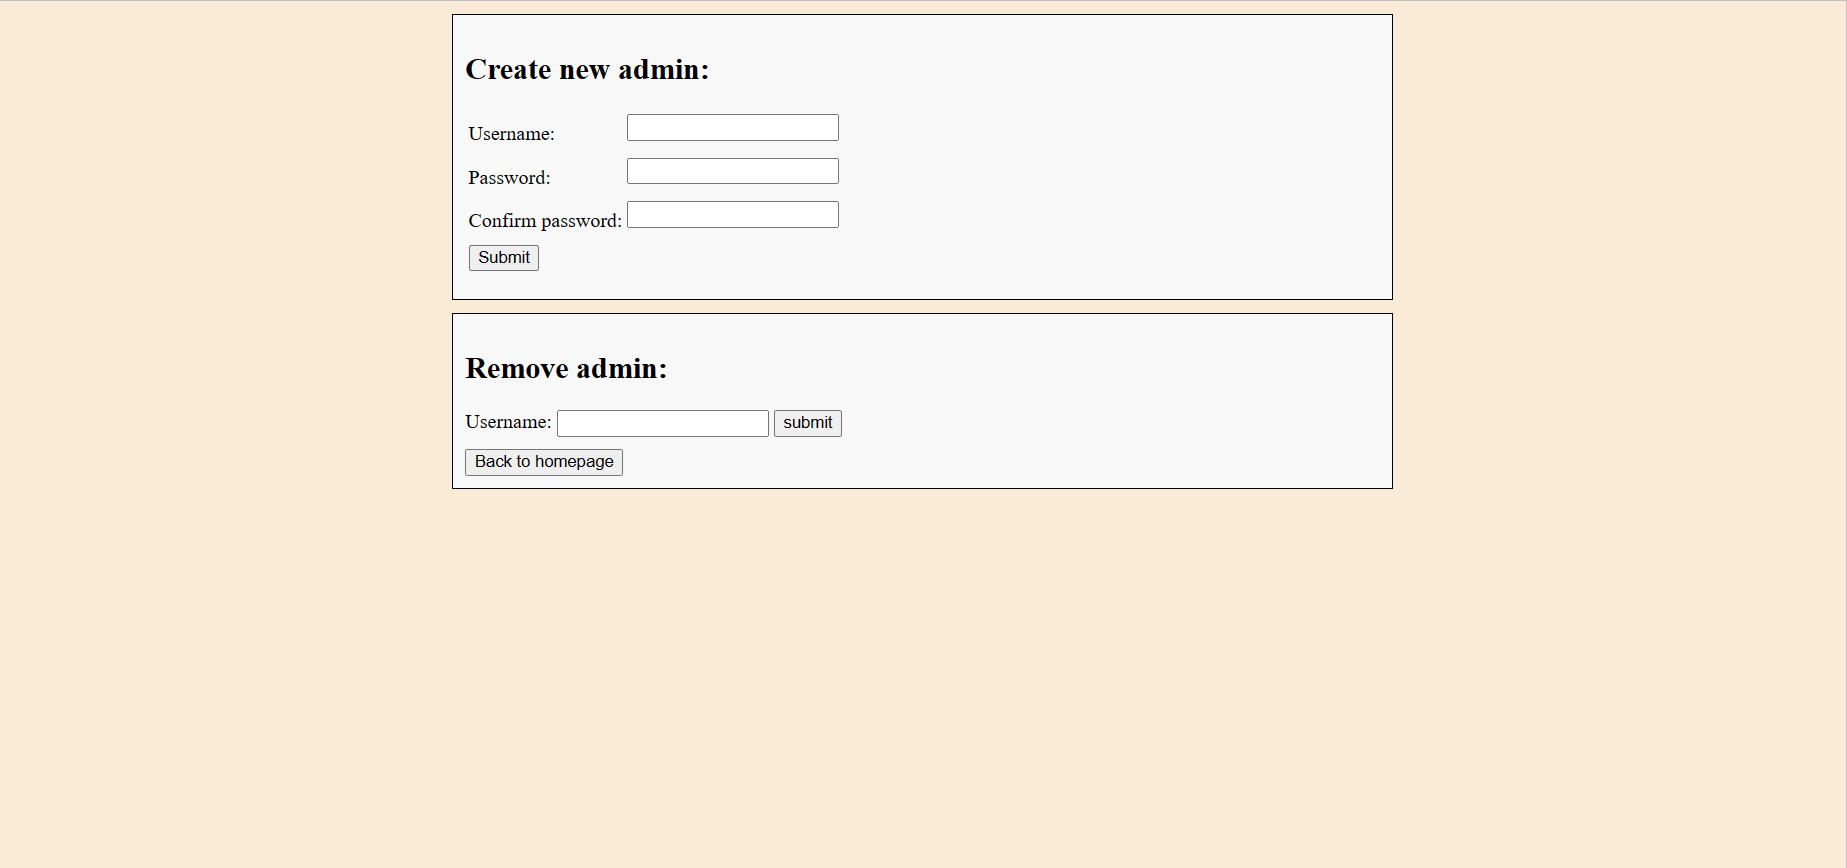 Create new admin:
Username:
Password:
Confirm password:
Submit
Remove admin:
Username: submit
Back to homepage